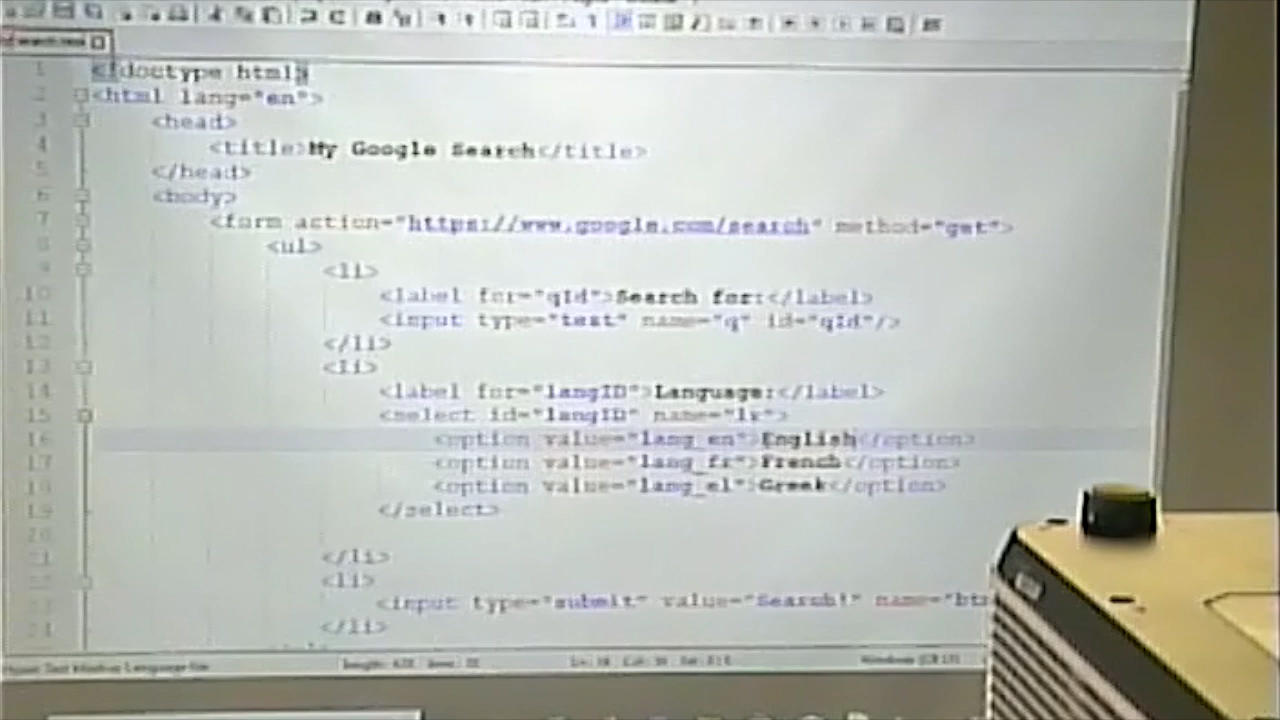 <!doctype html>
<html lang="en">
<head>
<title>My Google Search</title>
</head>
<body>
<form action="https://www.google.com/search" method="get">
<ul>
<li>
<label for="qId">Search for:</label>
<input type="text" name="q" id="qId"/>
</li>
<li>
<label for="langID">Language:</label>
<select id="langID" name="lr">
<option value="lang_en">English</option>
<option value="lang_fr">French</option>
<option value="lang_el">Greek</option>
</select>
</li>
<li>
<input type="submit" value="Search!" name="bt
</li>